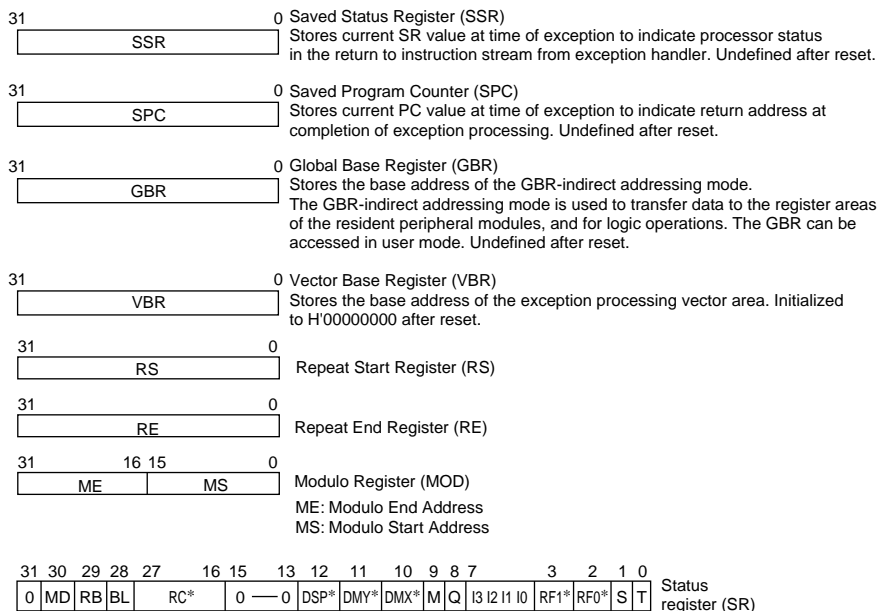 31 0 Saved Status Register (SSR)
SSR Stores current SR value at time of exception to indicate processor status
in the return to instruction stream from exception handler. Undefined after reset.
31 0 Saved Program Counter (SPC)
SPC Stores current PC value at time of exception to indicate return address at
completion of exception processing. Undefined after reset.
31 0 Global Base Register (GBR)
GBR Stores the base address of the GBR-indirect addressing mode.
The GBR-indirect addressing mode is used to transfer data to the register areas
of the resident peripheral modules, and for logic operations. The GBR can be
accessed in user mode. Undefined after reset.
31 0 Vector Base Register (VBR)
VBR Stores the base address of the exception processing vector area. Initialized
to H'00000000 after reset.
31 0
RS Repeat Start Register (RS)
31 0
RE Repeat End Register (RE)
31 16 15 0
ME MS Modulo Register (MOD)
ME: Modulo End Address
MS: Modulo Start Address
31 30 29 28 27 16 15 13 12 11 10 9 8 7 3 2 1 0
0 MD RB BL RC* 0 — 0 DSP* DMY* DMX* M Q I3 I2 I1 I0 RF1* RF0* S T Status
register (SR)